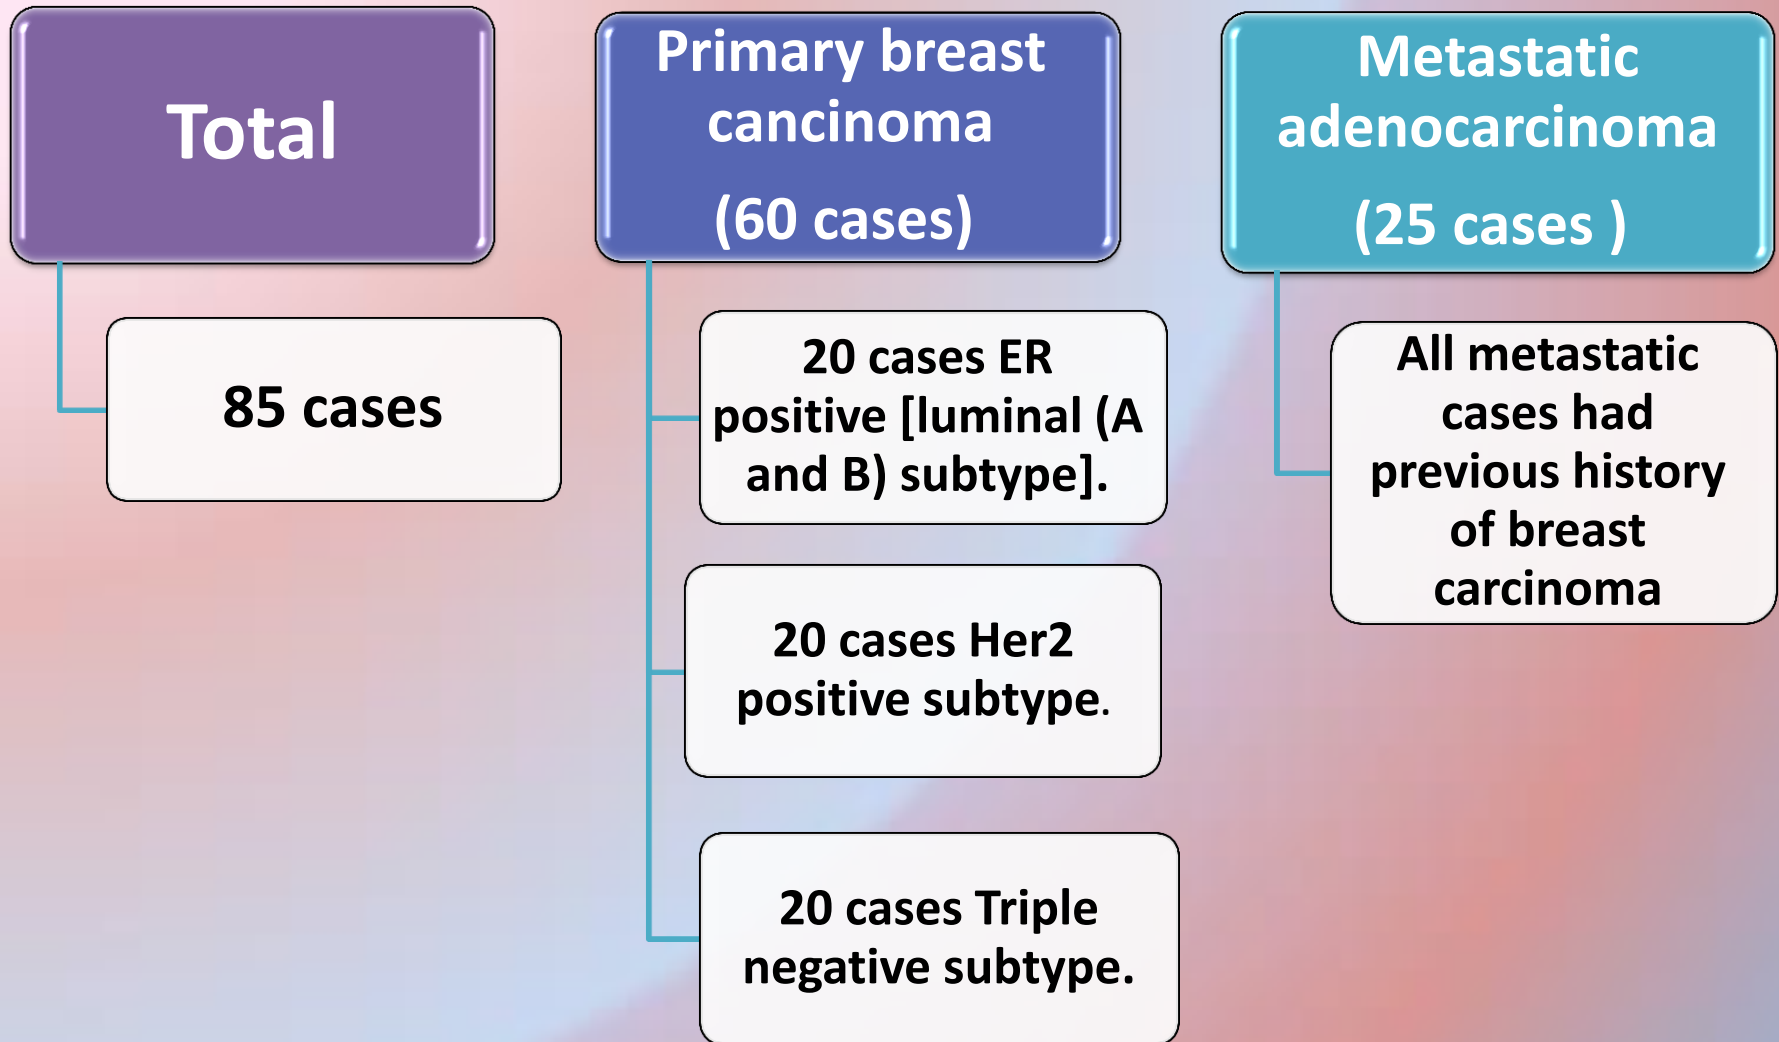 Total
85 cases
Primary breast
cancinoma
(60 cases)
20 cases ER
positive [luminal (A
and B) subtype].
20 cases Her2
positive subtype.
20 cases Triple
negative subtype.
Metastatic
adenocarcinoma
(25 cases )
All metastatic
cases had
previous history
of breast
carcinoma